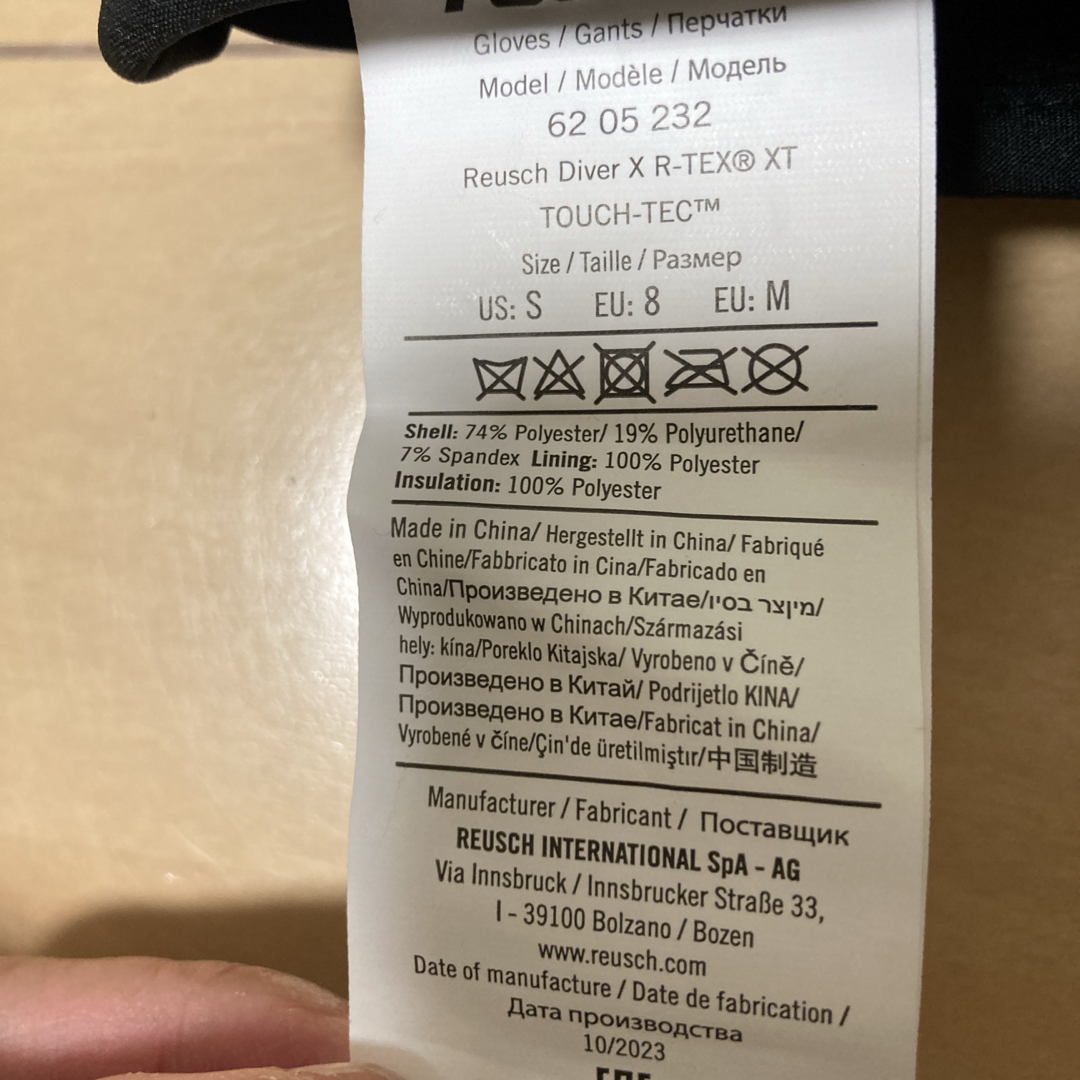 Gloves / Gants / Перчатки
Model / Modèle / Модель
62 05 232
Reusch Diver X R-TEX® XT
TOUCH-TEC™
Size / Taille / Размер
US: S EU: 8 EU: M
Shell: 74% Polyester/ 19% Polyurethane/
7% Spandex Lining: 100% Polyester
Insulation: 100% Polyester
Made in China/ Hergestellt in China/ Fabriqué
en Chine/Fabbricato in Cina/Fabricado en
China/Произведено в Китае/מיוצר בסין/
Wyprodukowano w Chinach/Származási
hely: kína/Poreklo Kitajska/ Vyrobeno v Číně/
Произведено в Китай/ Podrijetlo KINA/
Произведено в Китае/Fabricat in China/
Vyrobené v číne/Çin'de üretilmiştır/中国制造
Manufacturer / Fabricant / Поставщик
REUSCH INTERNATIONAL SpA - AG
Via Innsbruck / Innsbrucker Straße 33,
I - 39100 Bolzano / Bozen
www.reusch.com
Date of manufacture / Date de fabrication /
Дата производства
10/2023